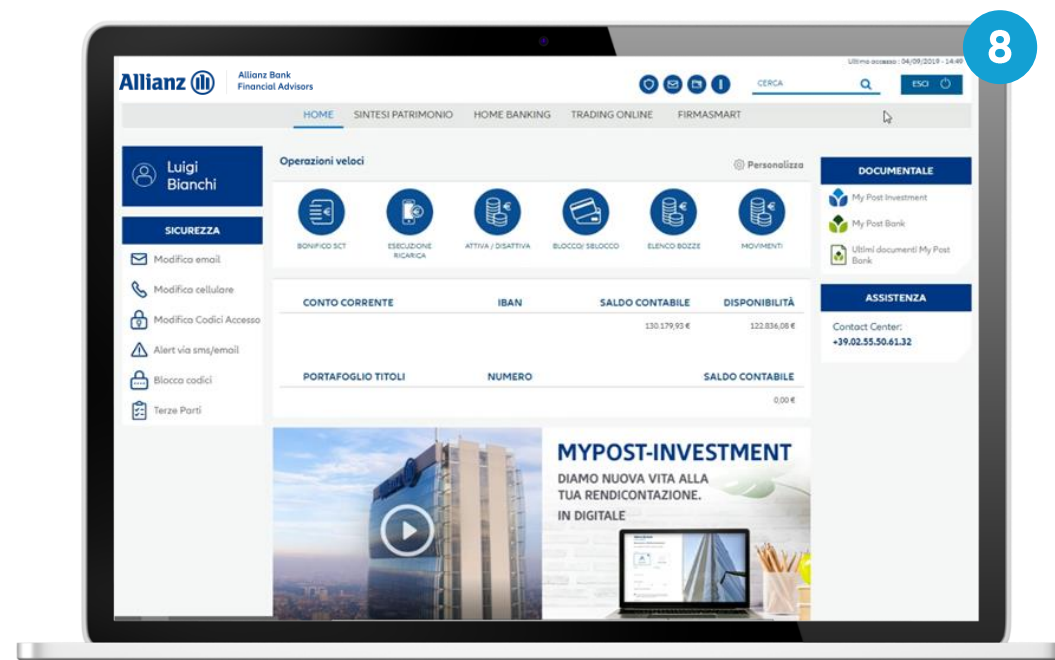 8
Ultimo accesso : 04/09/2019 - 14:49
Allianz
Allianz Bank
Financial Advisors
CERCA
ESCI
HOME SINTESI PATRIMONIO HOME BANKING TRADING ONLINE FIRMASMART
Luigi
Bianchi
SICUREZZA
Modifica email
Modifica cellulare
Modifica Codici Accesso
Alert via sms/email
Blocca codici
Terze Parti
Operazioni veloci
Personalizza
BONIFICO SCT
ESECUZIONE
RICARICA
ATTIVA / DISATTIVA
BLOCCO/ SBLOCCO
ELENCO BOZZE
MOVIMENTI
CONTO CORRENTE IBAN SALDO CONTABILE DISPONIBILITÀ
130.179,93 € 122.836,08 €
PORTAFOGLIO TITOLI NUMERO SALDO CONTABILE
0,00 €
MYPOST-INVESTMENT
DIAMO NUOVA VITA ALLA
TUA RENDICONTAZIONE.
IN DIGITALE
DOCUMENTALE
My Post Investment
My Post Bank
Ultimi documenti My Post
Bank
ASSISTENZA
Contact Center:
+39.02.55.50.61.32